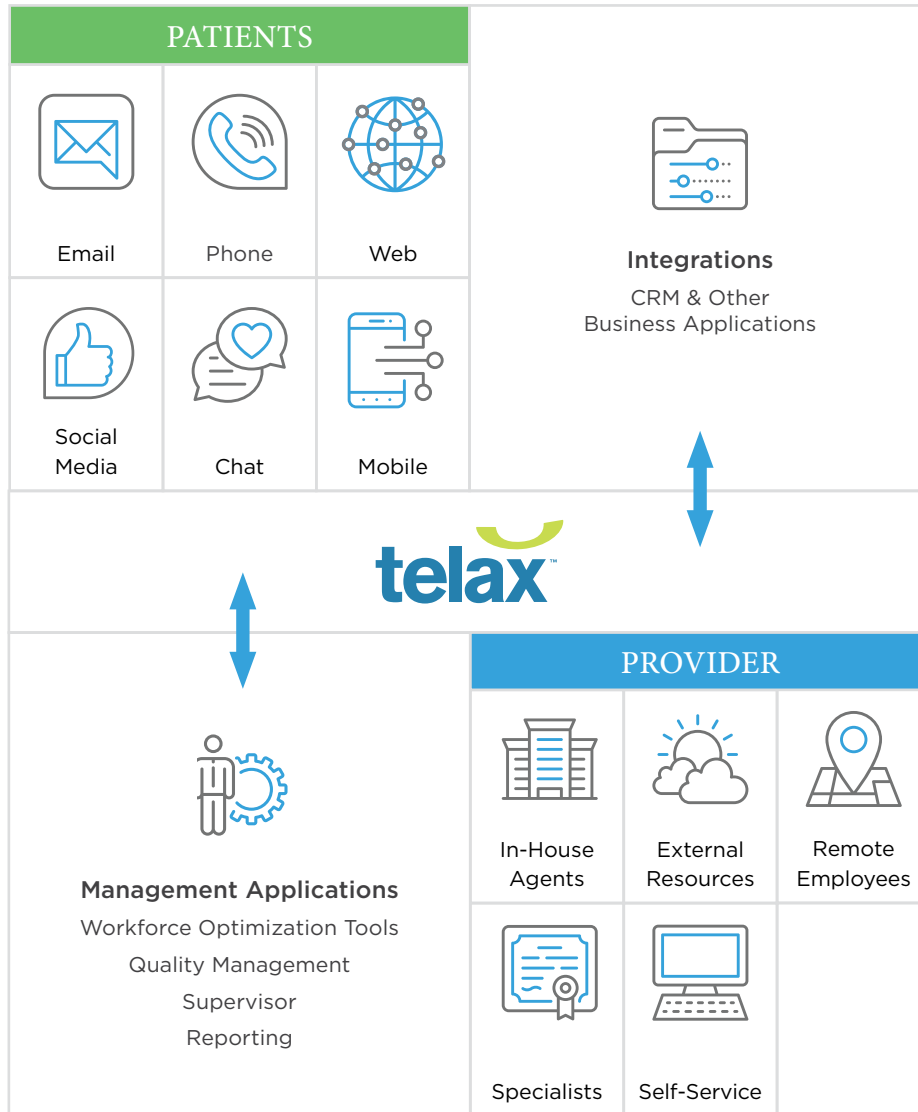 PATIENTS
Email
Phone
Web
Social
Media
Chat
Mobile
Integrations
CRM & Other
Business Applications
telax™
Management Applications
Workforce Optimization Tools
Quality Management
Supervisor
Reporting
PROVIDER
In-House
Agents
External
Resources
Remote
Employees
Specialists
Self-Service